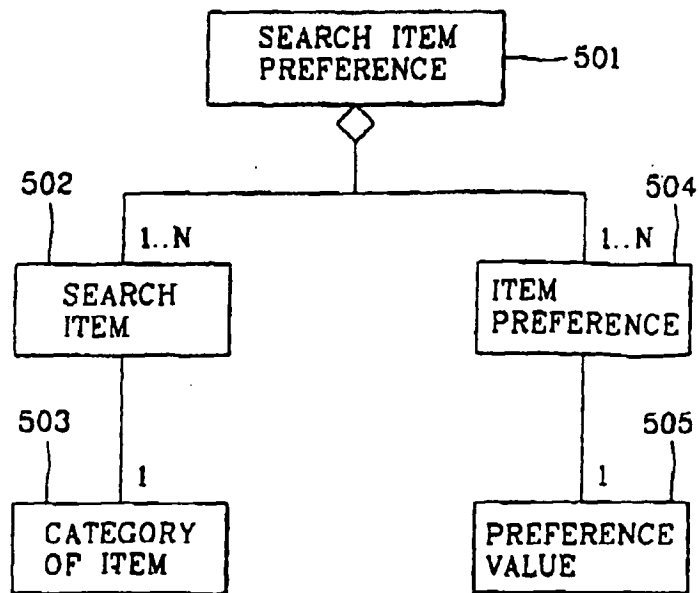 SEARCH ITEM
PREFERENCE
501
502
504
1..N
1..N
SEARCH
ITEM
ITEM
PREFERENCE
503
505
1
1
CATEGORY
OF ITEM
PREFERENCE
VALUE